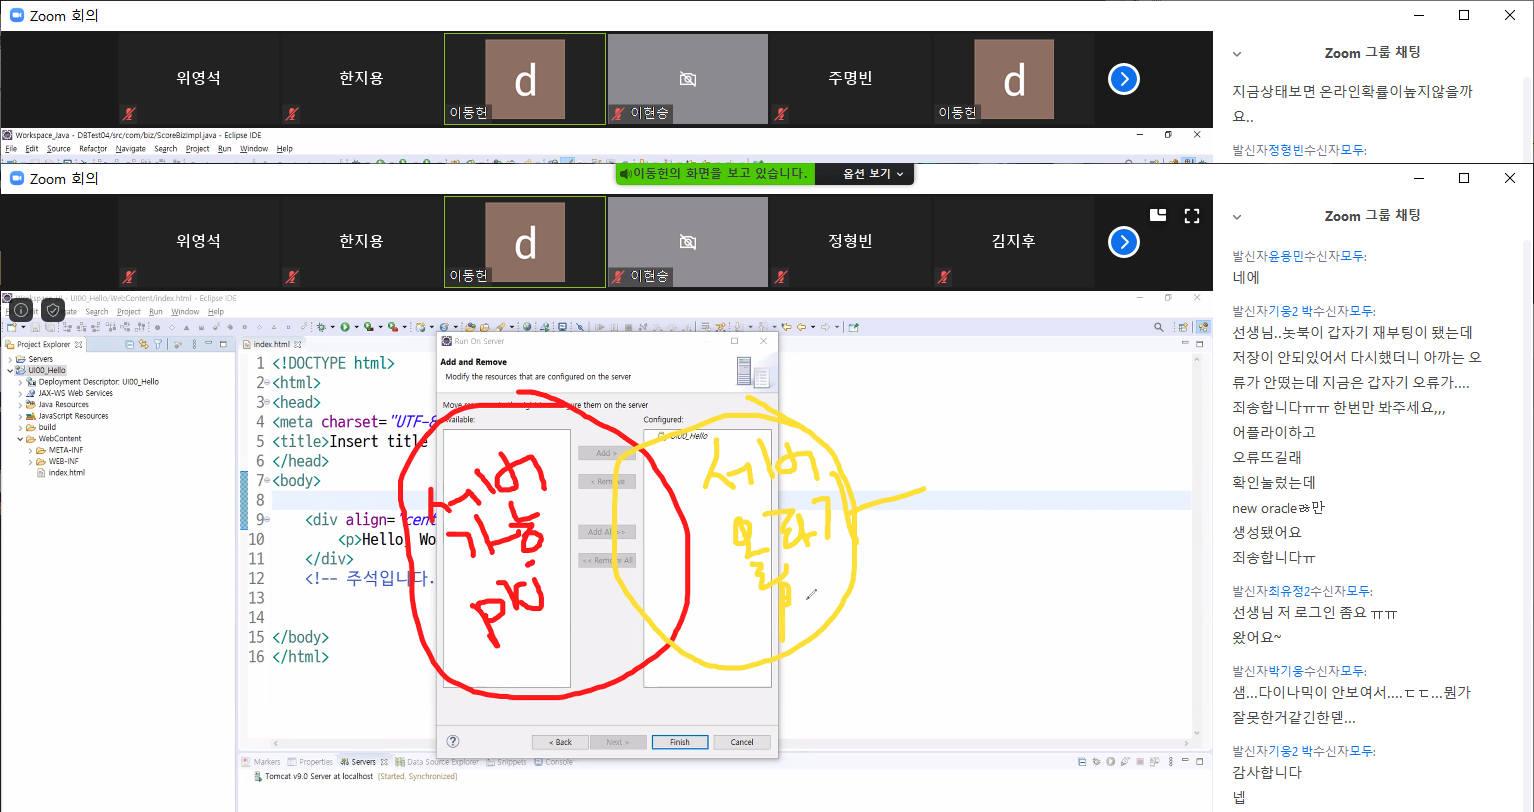 Zoom 회의
위영석
한지용
d
이동헌
이현승
주명빈
d
이동헌
Zoom 그룹 채팅
지금상태보면 온라인확률이높지않을까
요..
발신자정형빈수신자모두:
Workspace_Java - DBTest04/src/com/biz/ScoreBizImpl.java - Eclipse IDE
File Edit Source Refactor Navigate Search Project Run Window Help
Zoom 회의
이동헌의 화면을 보고 있습니다.
옵션 보기
위영석
한지용
d
이동헌
이현승
정형빈
김지후
Zoom 그룹 채팅
발신자윤용민수신자모두:
네에
발신자기웅2 박수신자모두:
선생님..놋북이 갑자기 재부팅이 됐는데
저장이 안되있어서 다시했더니 아까는 오
류가 안떴는데 지금은 갑자기 오류가....
죄송합니다ㅠㅠ 한번만 봐주세요,,,
어플라이하고
오류뜨길래
확인눌렀는데
new oracle만
생성됐어요
죄송합니다ㅠ
발신자최유정2수신자모두:
선생님 저 로그인 좀요 ㅠㅠ
왔어요~
발신자박기웅수신자모두:
샘...다이나믹이 안보여서....ㄷㄷ...뭔가
잘못한거같긴한덷...
발신자기웅2 박수신자모두:
감사합니다
넵
UI00_Hello/WebContent/index.html - Eclipse IDE
Search Project Run Window Help
Project Explorer
Servers
UI00_Hello
Deployment Descriptor: UI00_Hello
JAX-WS Web Services
Java Resources
JavaScript Resources
build
WebContent
META-INF
WEB-INF
index.html
index.html
1 <!DOCTYPE html>
2 <html>
3 <head>
4 <meta charset="UTF-8
5 <title>Insert title
6 </head>
7 <body>
8
9 <div align="cent
10 <p>Hello, Wo
11 </div>
12 <!-- 주석입니다.
13
14
15 </body>
16 </html>
Run On Server
Add and Remove
Modify the resources that are configured on the server
Available:
Configured:
UI00_Hello
Add >
< Remove
Add All >>
<< Remove All
가능
< Back
Next >
Finish
Cancel
Markers
Properties
Servers
Data Source Explorer
Snippets
Console
Tomcat v9.0 Server at localhost [Started, Synchronized]